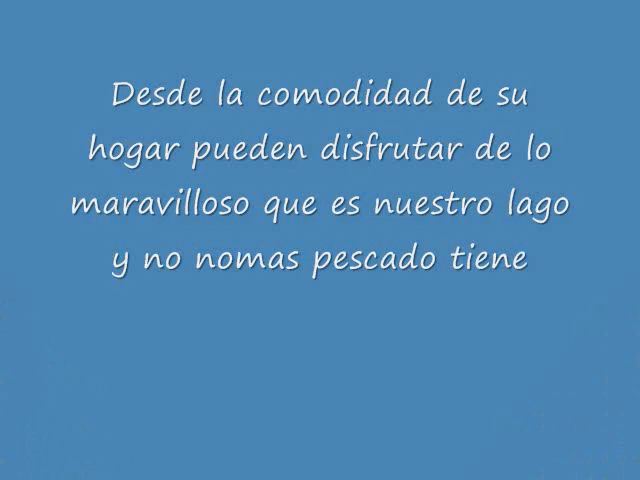 Desde la comodidad de su
hogar pueden disfrutar de lo
maravilloso que es nuestro lago
y no nomas pescado tiene